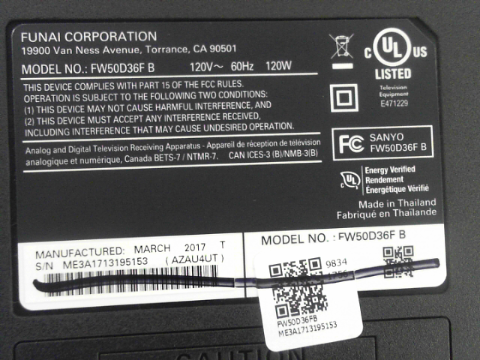 FUNAI CORPORATION
19900 Van Ness Avenue, Torrance, CA 90501
MODEL NO.: FW50D36F B 120V~ 60Hz 120W
THIS DEVICE COMPLIES WITH PART 15 OF THE FCC RULES.
OPERATION IS SUBJECT TO THE FOLLOWING TWO CONDITIONS:
(1) THIS DEVICE MAY NOT CAUSE HARMFUL INTERFERENCE, AND
(2) THIS DEVICE MUST ACCEPT ANY INTERFERENCE RECEIVED,
INCLUDING INTERFERENCE THAT MAY CAUSE UNDESIRED OPERATION.
Analog and Digital Television Receiving Apparatus - Appareil de réception de télévision
analogique et numérique, Canada BETS-7 / NTMR-7. CAN ICES-3 (B)/NMB-3(B)
C UL US
LISTED
Television
Equipment
E471229
FC SANYO
FW50D36F B
UL
Energy Verified
Rendement
Énergétique Vérifié
Made in Thailand
Fabriqué en Thaïlande
MANUFACTURED: MARCH 2017 T
S/N ME3A1713195153 (AZAU4UT)
MODEL NO. : FW50D36F B
9834
FW50D36FB
ME3A1713195153
CAUTION